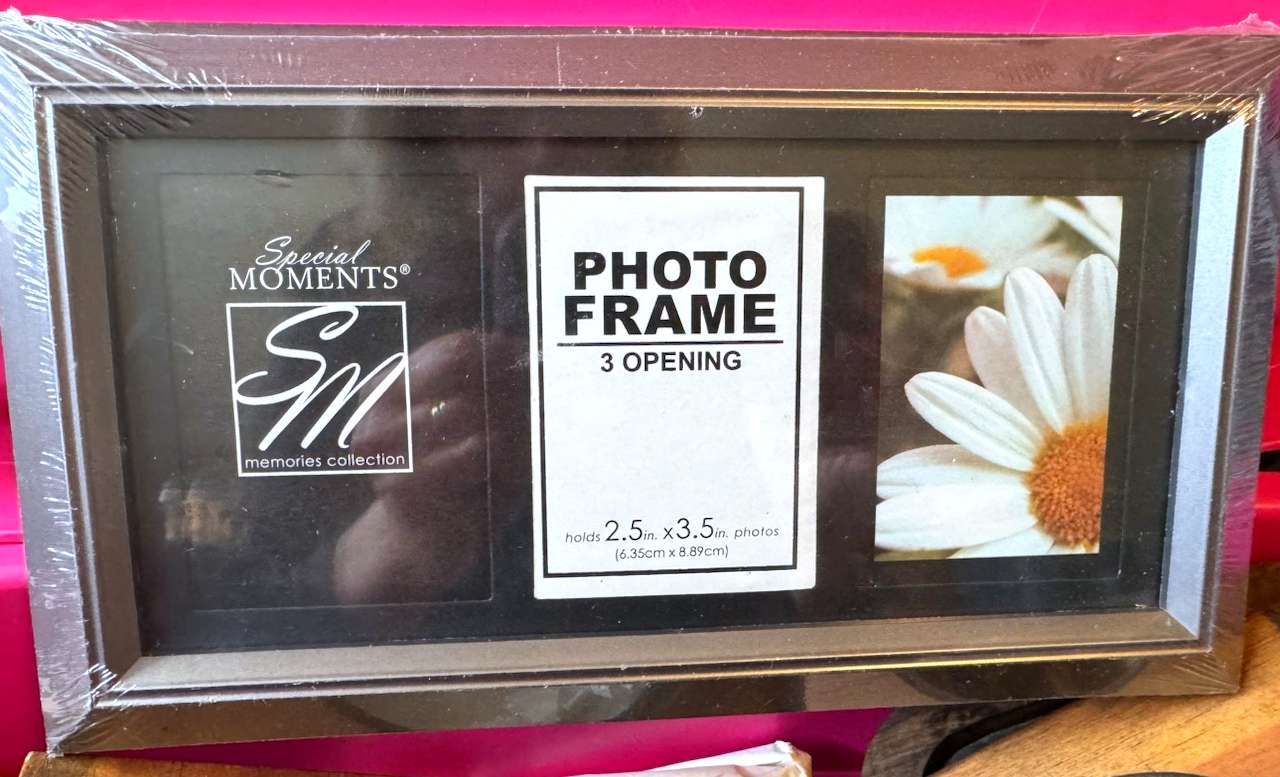 Special
MOMENTS®
SM
memories collection
PHOTO
FRAME
3 OPENING
holds 2.5in. x3.5in. photos
(6.35cm x 8.89cm)